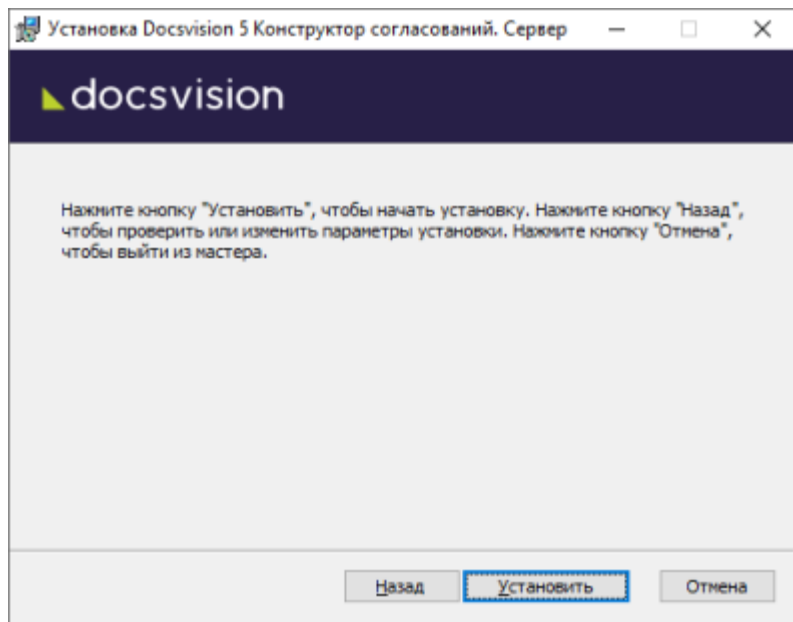 Установка Docsvision 5 Конструктор согласований. Сервер
docsvision
Нажмите кнопку "Установить", чтобы начать установку. Нажмите кнопку "Назад",
чтобы проверить или изменить параметры установки. Нажмите кнопку "Отмена",
чтобы выйти из мастера.
Назад Установить Отмена